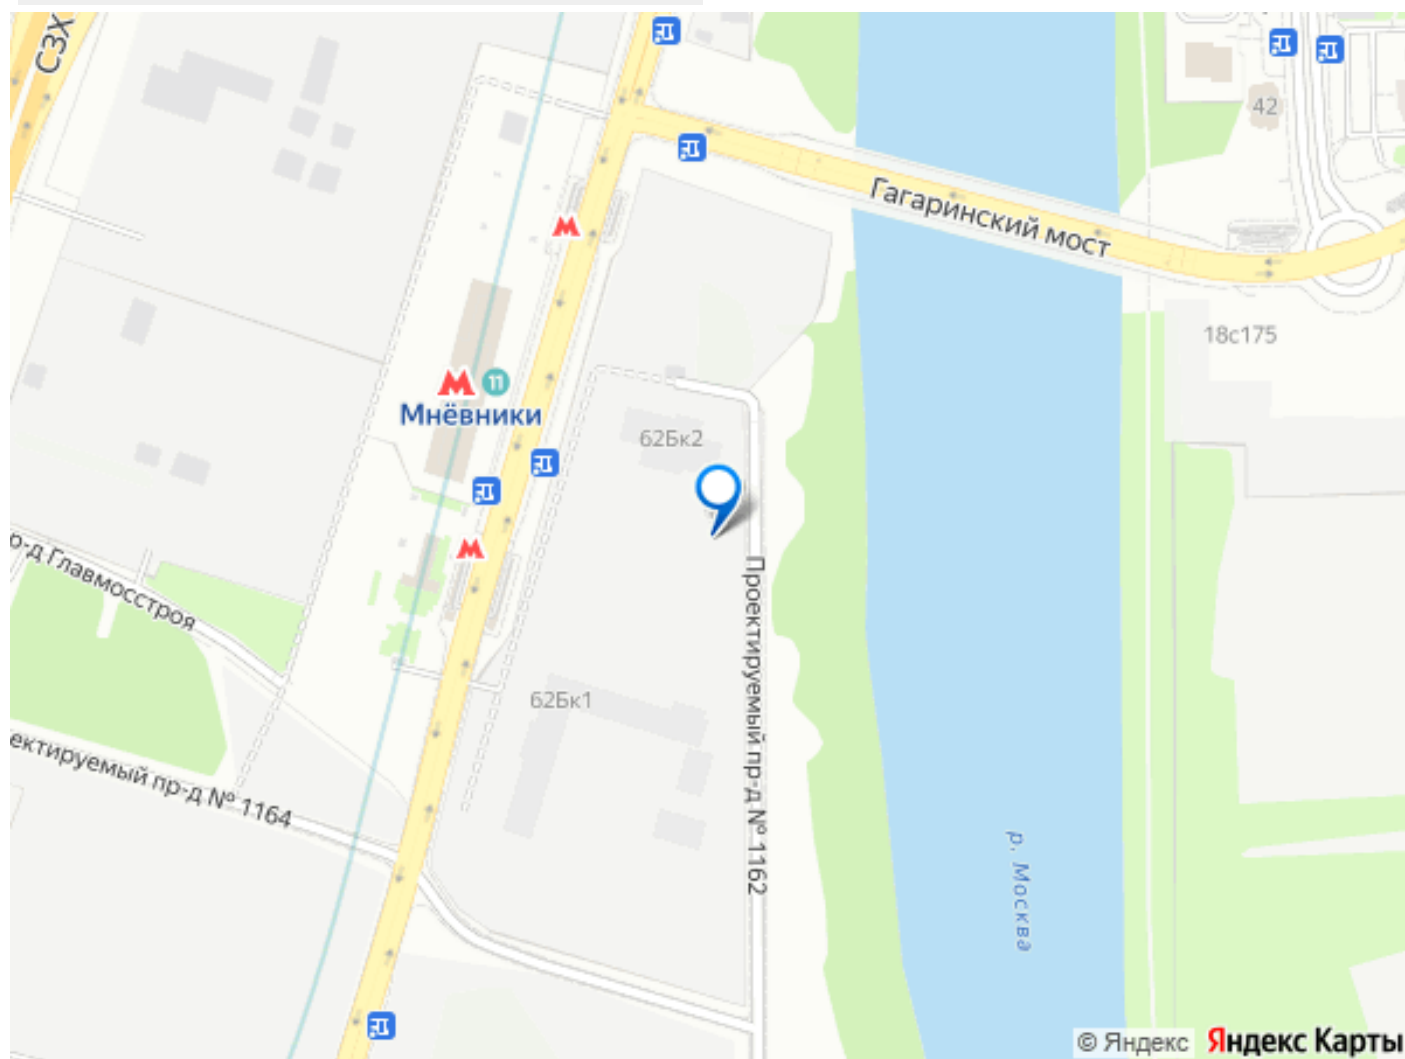 СЗХ
42
Гагаринский мост
18с175
М 11
Мнёвники
62Бк2
р-д Главмосстроя
62Бк1
Проектируемый пр-д № 1162
ектируемый пр-д № 1164
р. Москва
© Яндекс Яндекс Карты